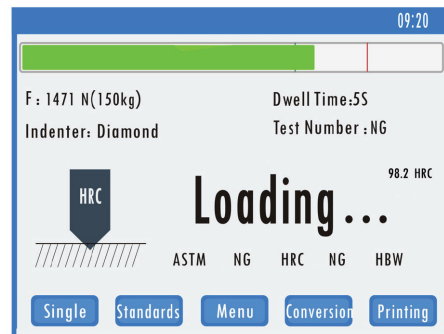 09:20
F: 1471 N(150kg)
Dwell Time:5S
Indenter: Diamond
Test Number :NG
98.2 HRC
HRC
Loading...
ASTM NG HRC NG HBW
Single Standards Menu Conversion Printing